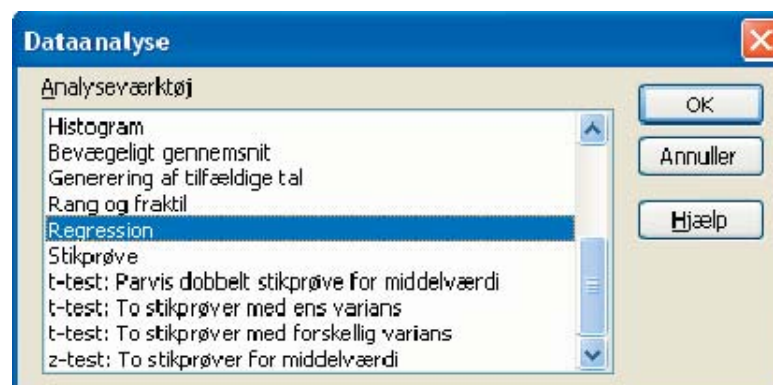 Dataanalyse
Analyseværktøj
Histogram
Bevægeligt gennemsnit
Generering af tilfældige tal
Rang og fraktil
Regression
Stikprøve
t-test: Parvis dobbelt stikprøve for middelværdi
t-test: To stikprøver med ens varians
t-test: To stikprøver med forskellig varians
z-test: To stikprøver for middelværdi
OK
Annuller
Hjælp